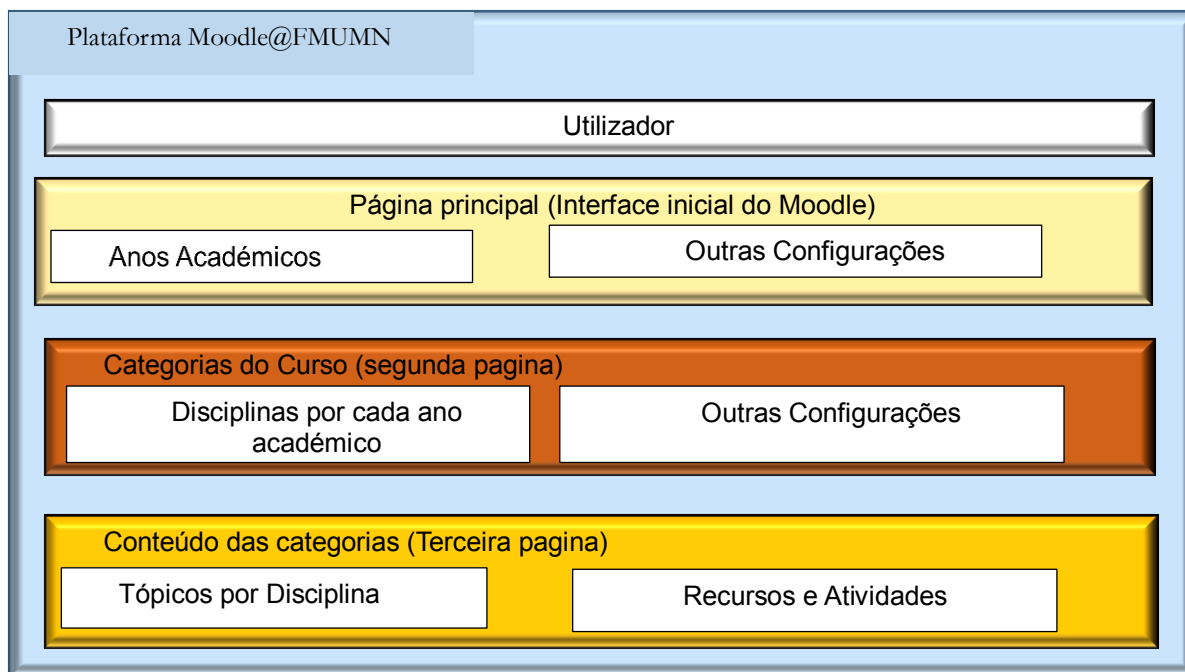 Plataforma Moodle@FMUMN
Utilizador
Página principal (Interface inicial do Moodle)
Anos Académicos
Outras Configurações
Categorias do Curso (segunda pagina)
Disciplinas por cada ano
académico
Outras Configurações
Conteúdo das categorias (Terceira pagina)
Tópicos por Disciplina
Recursos e Atividades